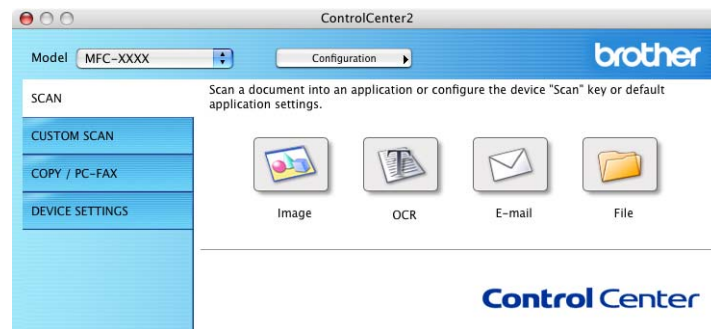 ControlCenter2
Model MFC-XXXX Configuration brother
SCAN
CUSTOM SCAN
COPY / PC-FAX
DEVICE SETTINGS
Scan a document into an application or configure the device "Scan" key or default
application settings.
Image OCR E-mail File
Control Center